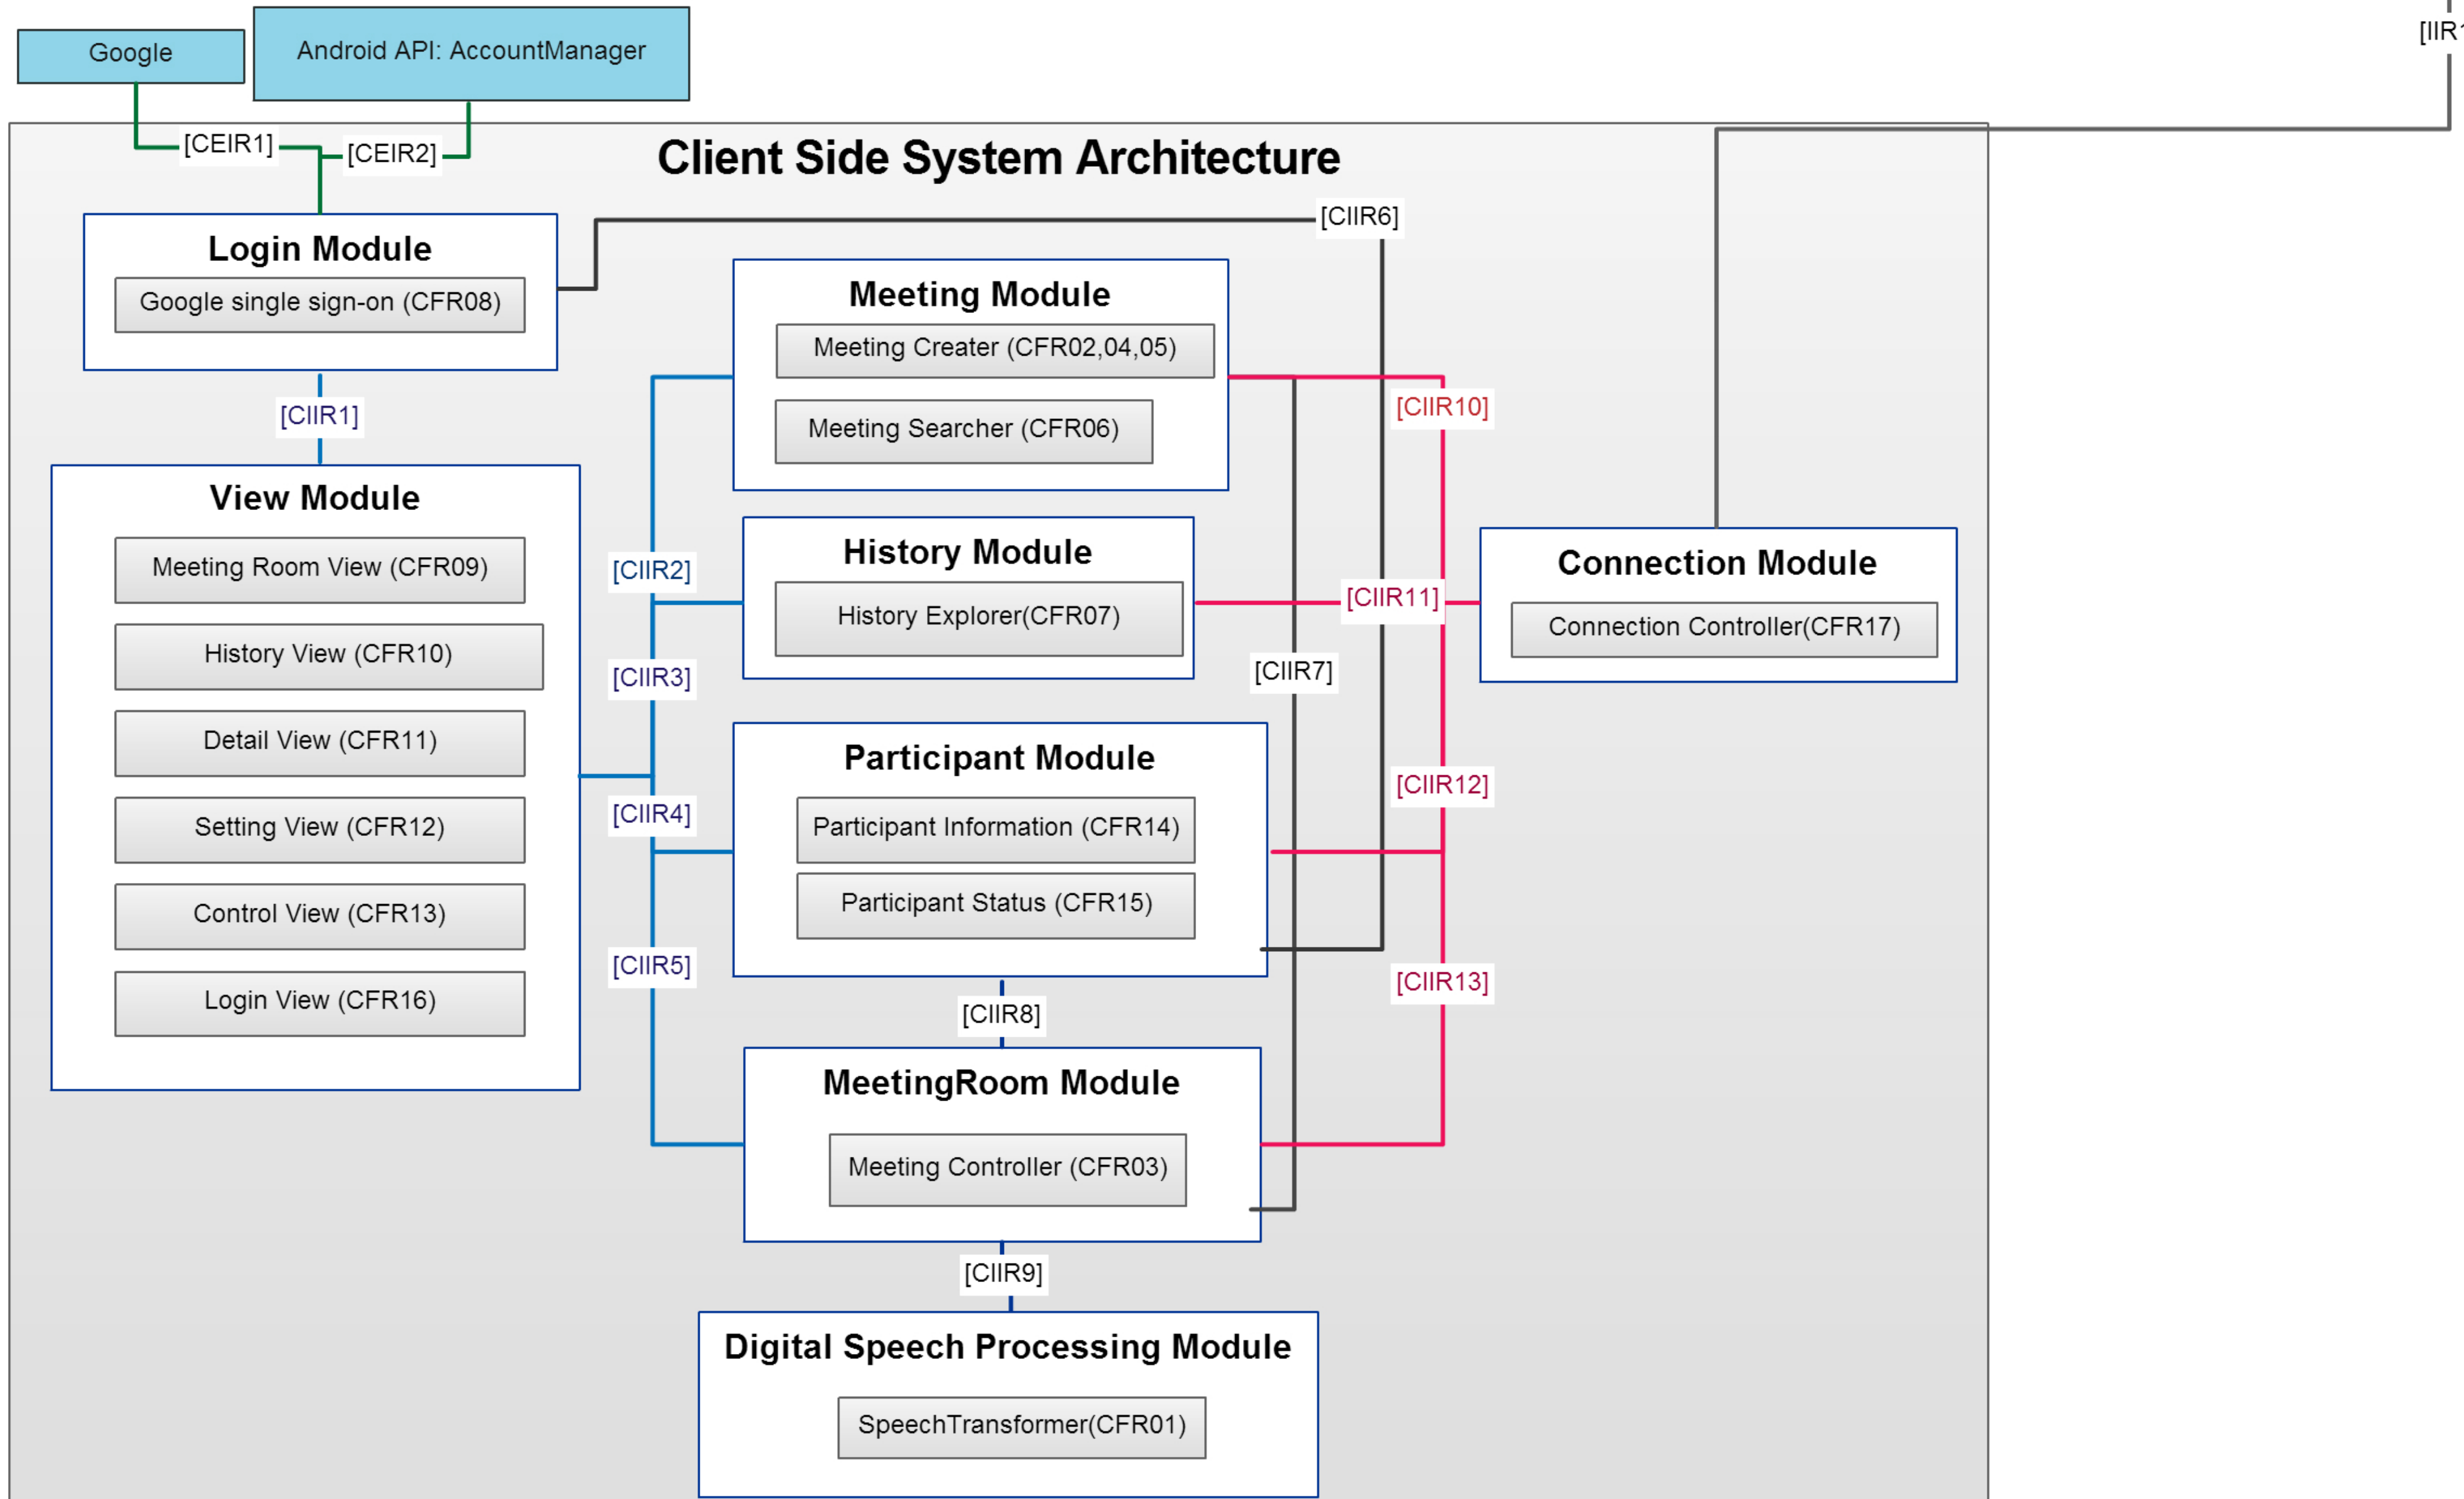 [IIR1
Google
Android API: AccountManager
[CEIR1]
[CEIR2]
Client Side System Architecture
Login Module
Google single sign-on (CFR08)
[CIIR6]
[CIIR1]
Meeting Module
Meeting Creater (CFR02,04,05)
Meeting Searcher (CFR06)
[CIIR10]
View Module
Meeting Room View (CFR09)
History View (CFR10)
Detail View (CFR11)
Setting View (CFR12)
Control View (CFR13)
Login View (CFR16)
[CIIR2]
[CIIR3]
[CIIR4]
[CIIR5]
History Module
History Explorer(CFR07)
[CIIR11]
[CIIR7]
Connection Module
Connection Controller(CFR17)
Participant Module
Participant Information (CFR14)
Participant Status (CFR15)
[CIIR12]
[CIIR13]
[CIIR8]
MeetingRoom Module
Meeting Controller (CFR03)
[CIIR9]
Digital Speech Processing Module
SpeechTransformer(CFR01)